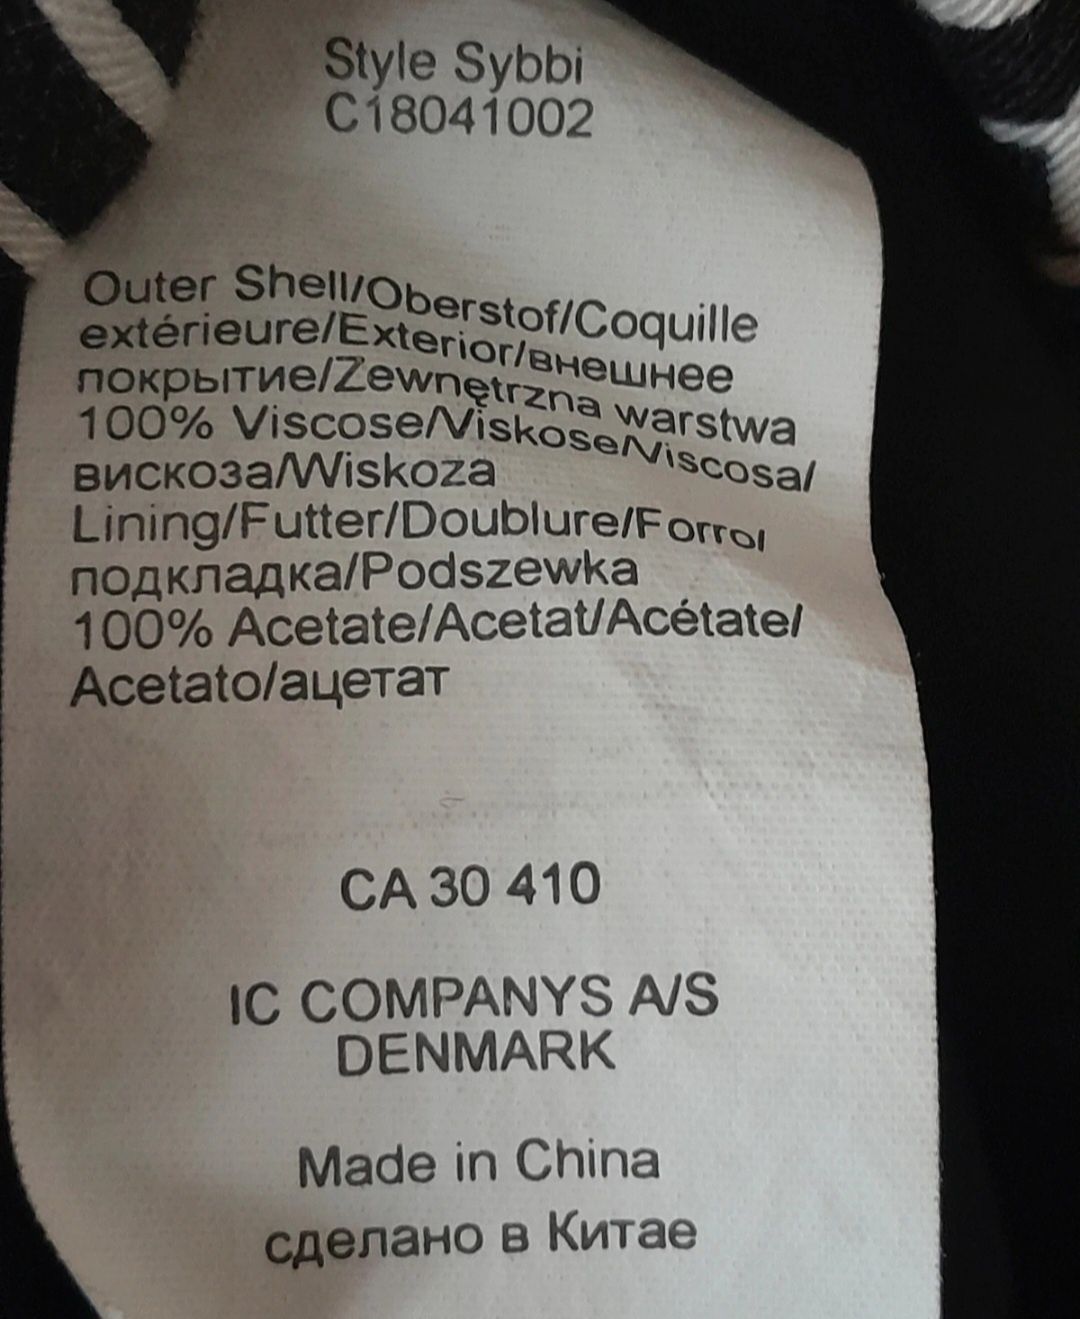 Style Sybbi
C18041002
Outer Shell/Oberstof/Coquille
extérieure/Exterior/внешнее
покрытие/Zewnętrzna warstwa
100% Viscose/Viskose/Viscosa/
вискоза/Wiskoza
Lining/Futter/Doublure/Forro/
подкладка/Podszewka
100% Acetate/Acetat/Acétate/
Acetato/ацетат
CA 30 410
IC COMPANYS A/S
DENMARK
Made in China
сделано в Китае